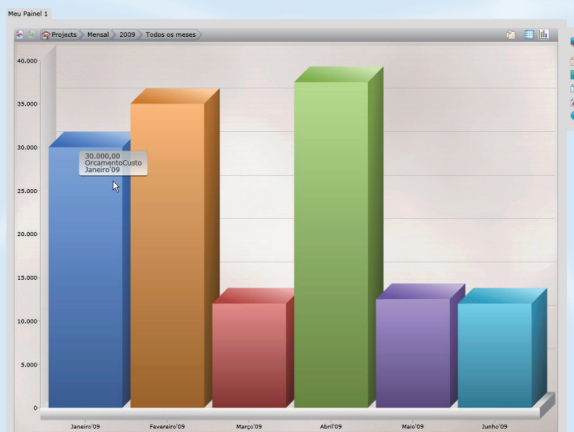 Meu Painel 1
Projects Mensal 2009 Todos os meses
40.000
35.000
30.000
30.000,00
OrcamentoCusto
Janeiro'09
25.000
20.000
15.000
10.000
5.000
0
Janeiro'09 Fevereiro'09 Março'09 Abril'09 Maio'09 Junho'09